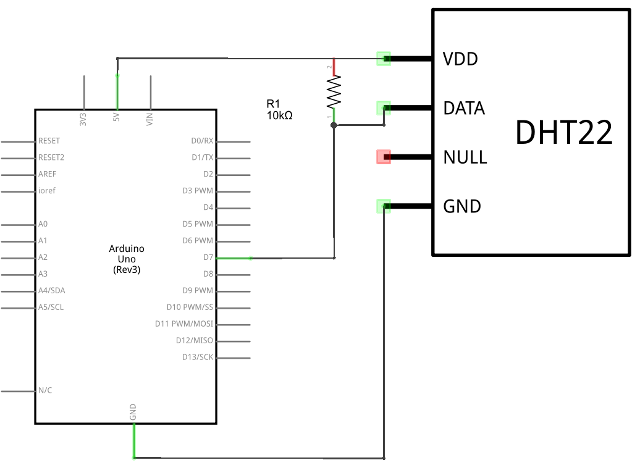 VDD
DATA
NULL
GND
DHT22
R1
10kΩ
2
1
3V3
5V
VIN
RESET
RESET2
AREF
ioref
A0
A1
A2
A3
A4/SDA
A5/SCL
N/C
Arduino
Uno
(Rev3)
D0/RX
D1/TX
D2
D3 PWM
D4
D5 PWM
D6 PWM
D7
D8
D9 PWM
D10 PWM/SS
D11 PWM/MOSI
D12/MISO
D13/SCK
GND